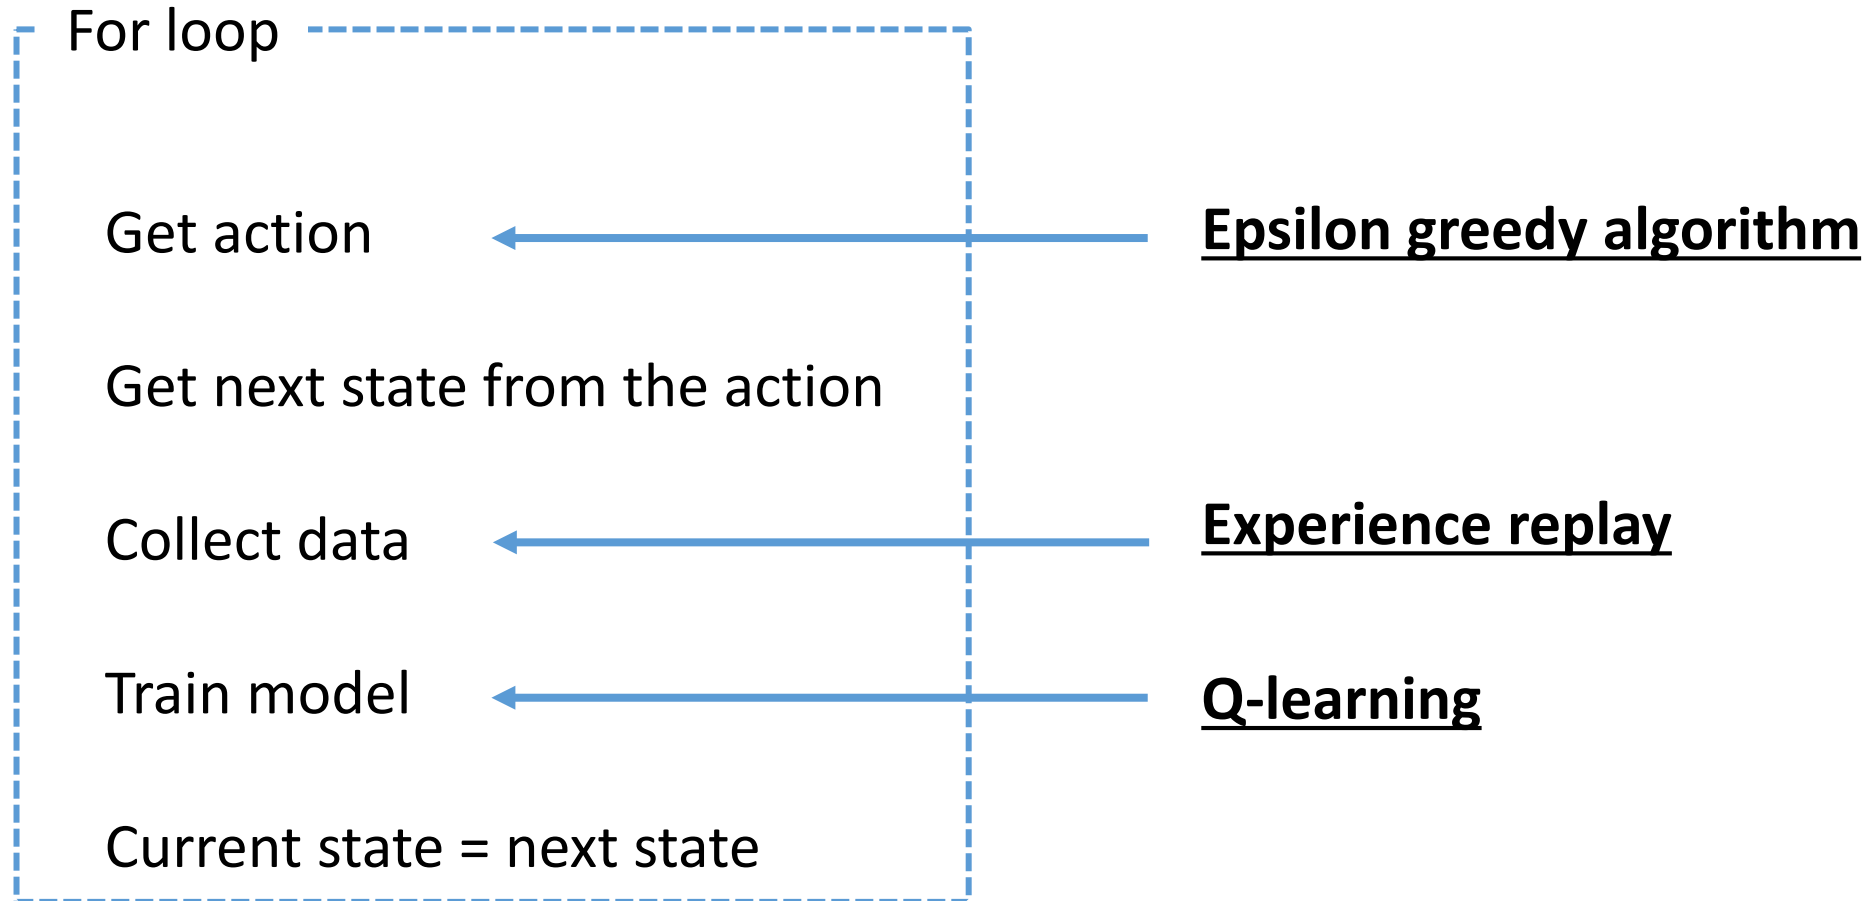 For loop
Get action
Epsilon greedy algorithm
Get next state from the action
Collect data
Experience replay
Train model
Q-learning
Current state = next state